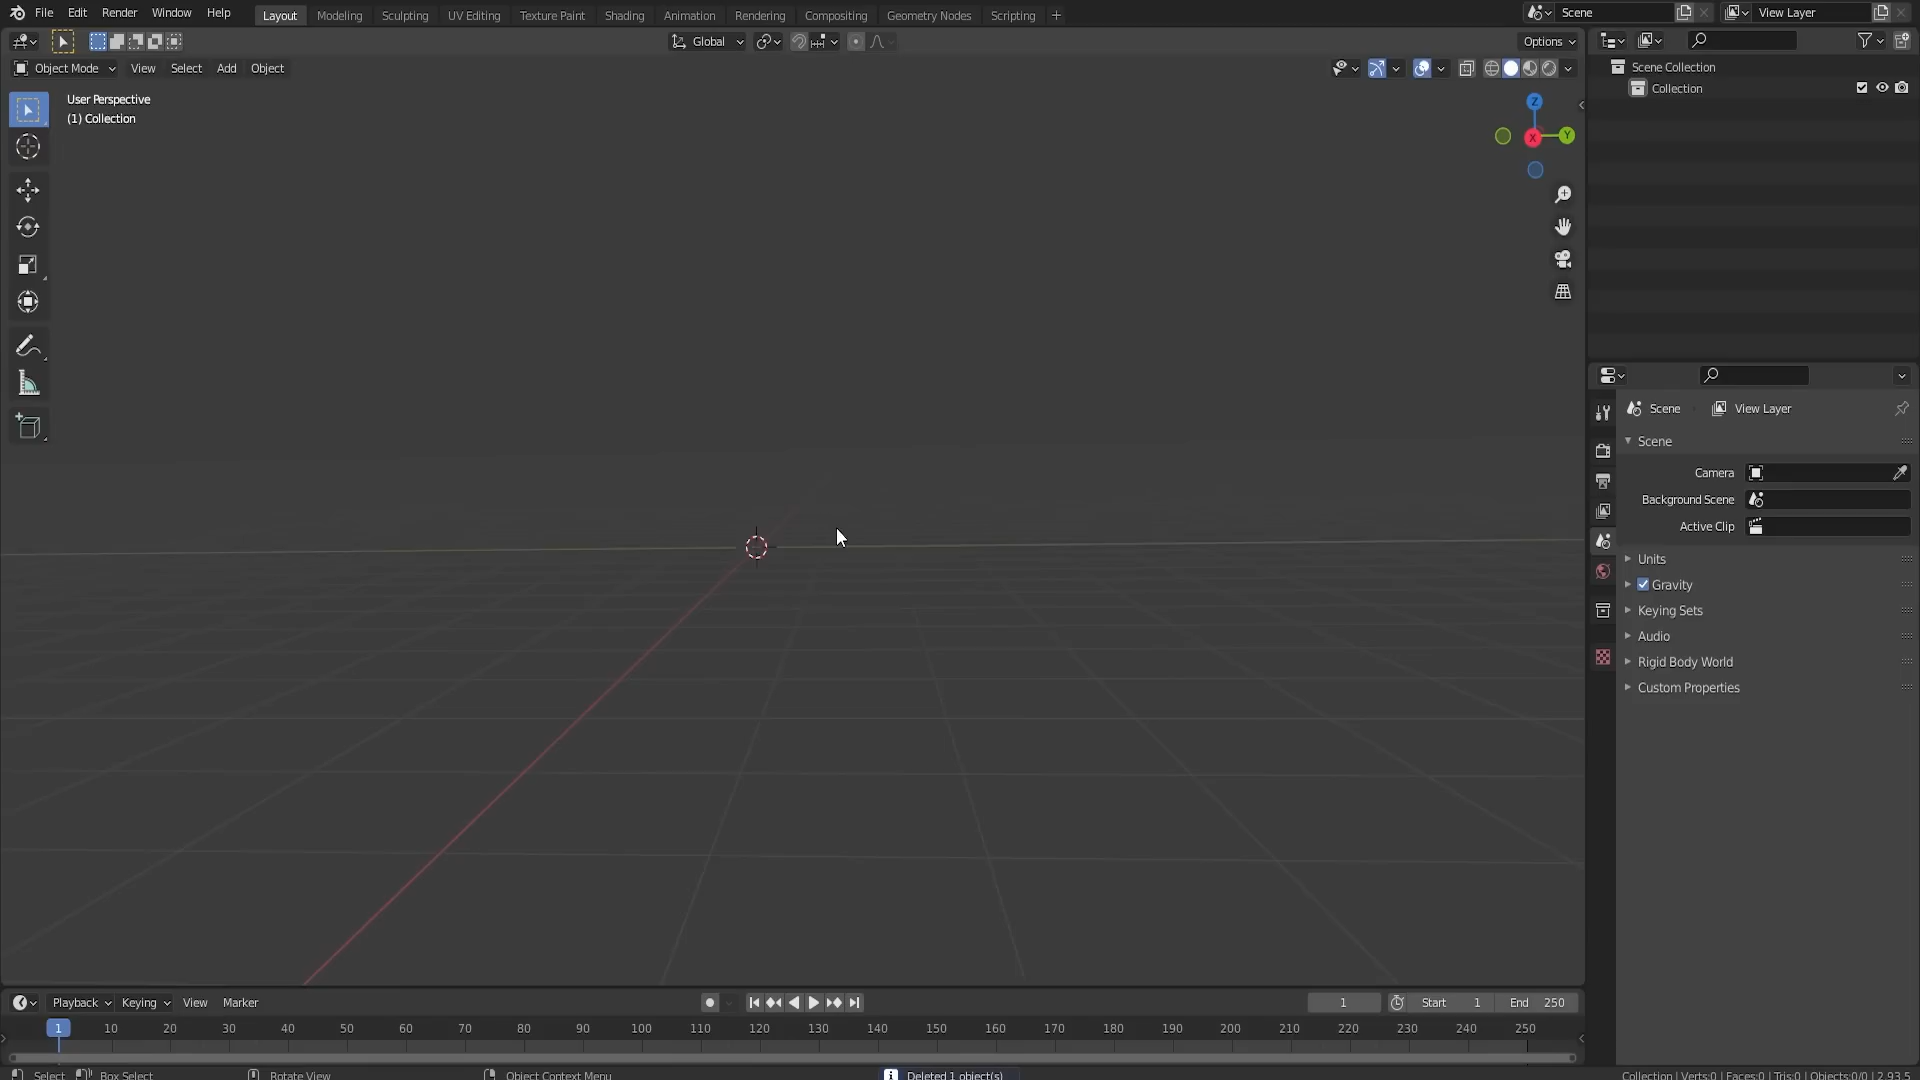 File Edit Render Window Help Layout Modeling Sculpting UV Editing Texture Paint Shading Animation Rendering Compositing Geometry Nodes Scripting + Scene View Layer
Global Options
Object Mode View Select Add Object
User Perspective
(1) Collection
Z
X
Y
Scene Collection
Collection
Scene View Layer
Scene
Camera
Background Scene
Active Clip
Units
Gravity
Keying Sets
Audio
Rigid Body World
Custom Properties
Playback Keying View Marker 1 Start 1 End 250
1 10 20 30 40 50 60 70 80 90 100 110 120 130 140 150 160 170 180 190 200 210 220 230 240 250
Select Box Select Rotate View Object Context Menu Deleted 1 object(s) Collection | Verts:0 | Faces:0 | Tris:0 | Objects:0/0 | 2.93.5